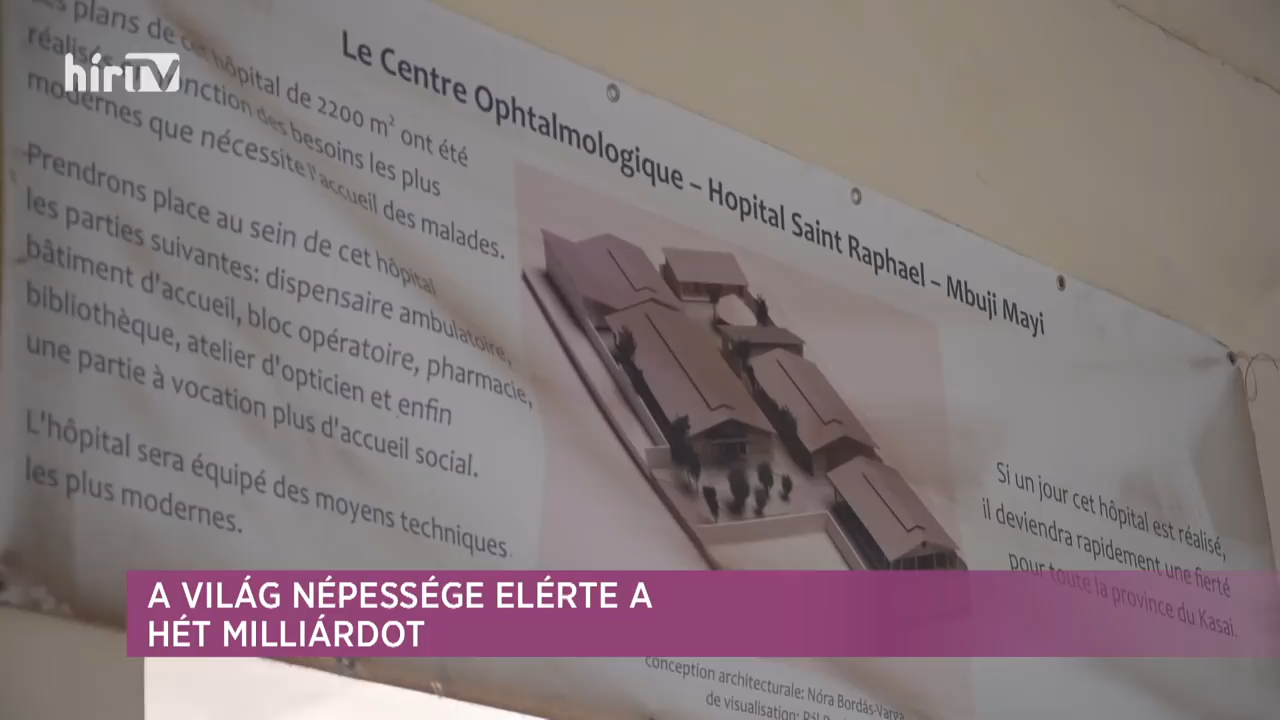 hírTV
Le Centre Ophtalmologique – Hopital Saint Raphael – Mbuji Mayi
plans de cet hôpital de 2200 m² ont été
réalisés en fonction des besoins les plus
modernes que nécessite l'accueil des malades.
Prendrons place au sein de cet hôpital
les parties suivantes: dispensaire ambulatoire,
bâtiment d'accueil, bloc opératoire, pharmacie,
bibliothèque, atelier d'opticien et enfin
une partie à vocation plus d'accueil social.
L'hôpital sera équipé des moyens techniques
les plus modernes.
Si un jour cet hôpital est réalisé,
il deviendra rapidement une fierté
pour toute la province du Kasai.
conception architecturale: Nóra Bordás-Varga
de visualisation: Pál
A VILÁG NÉPESSÉGE ELÉRTE A
HÉT MILLIÁRDOT